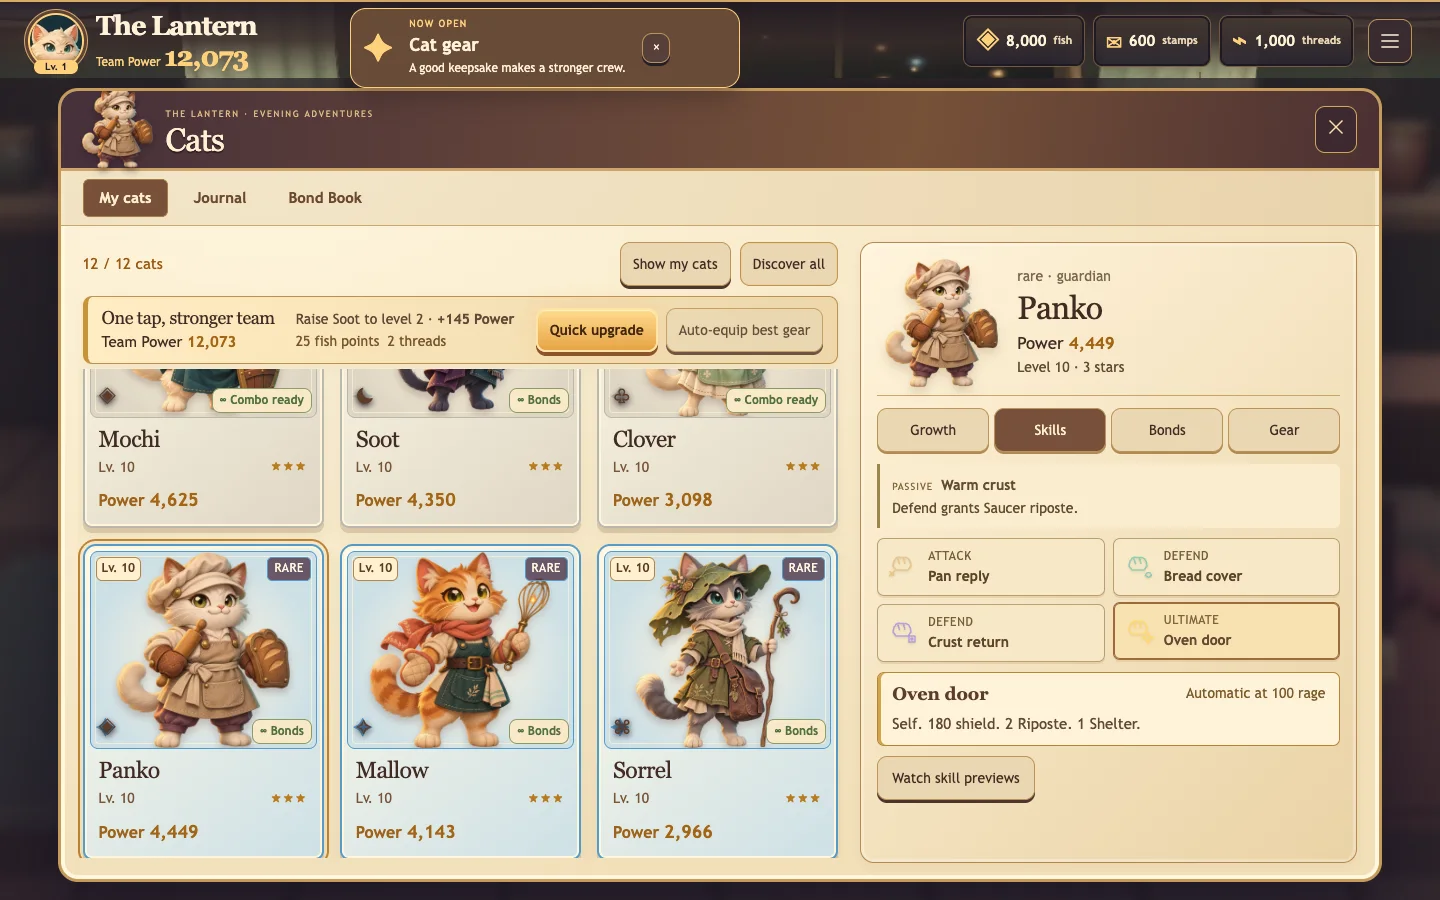 The Lantern
Team Power 12,073
Lv. 1
NOW OPEN
Cat gear
A good keepsake makes a stronger crew.
×
8,000 fish
600 stamps
1,000 threads
THE LANTERN · EVENING ADVENTURES
Cats
My cats
Journal
Bond Book
12 / 12 cats
Show my cats
Discover all
One tap, stronger team
Team Power 12,073
Raise Soot to level 2 · +145 Power
25 fish points 2 threads
Quick upgrade
Auto-equip best gear
∞ Combo ready
Mochi
Lv. 10
★★★
Power 4,625
∞ Bonds
Soot
Lv. 10
★★★
Power 4,350
∞ Combo ready
Clover
Lv. 10
★★★
Power 3,098
Lv. 10
RARE
∞ Bonds
Panko
Lv. 10
★★★
Power 4,449
Lv. 10
RARE
∞ Bonds
Mallow
Lv. 10
★★★
Power 4,143
Lv. 10
RARE
∞ Bonds
Sorrel
Lv. 10
★★★
Power 2,966
rare · guardian
Panko
Power 4,449
Level 10 · 3 stars
Growth
Skills
Bonds
Gear
PASSIVE Warm crust
Defend grants Saucer riposte.
ATTACK
Pan reply
DEFEND
Bread cover
DEFEND
Crust return
ULTIMATE
Oven door
Oven door
Automatic at 100 rage
Self. 180 shield. 2 Riposte. 1 Shelter.
Watch skill previews